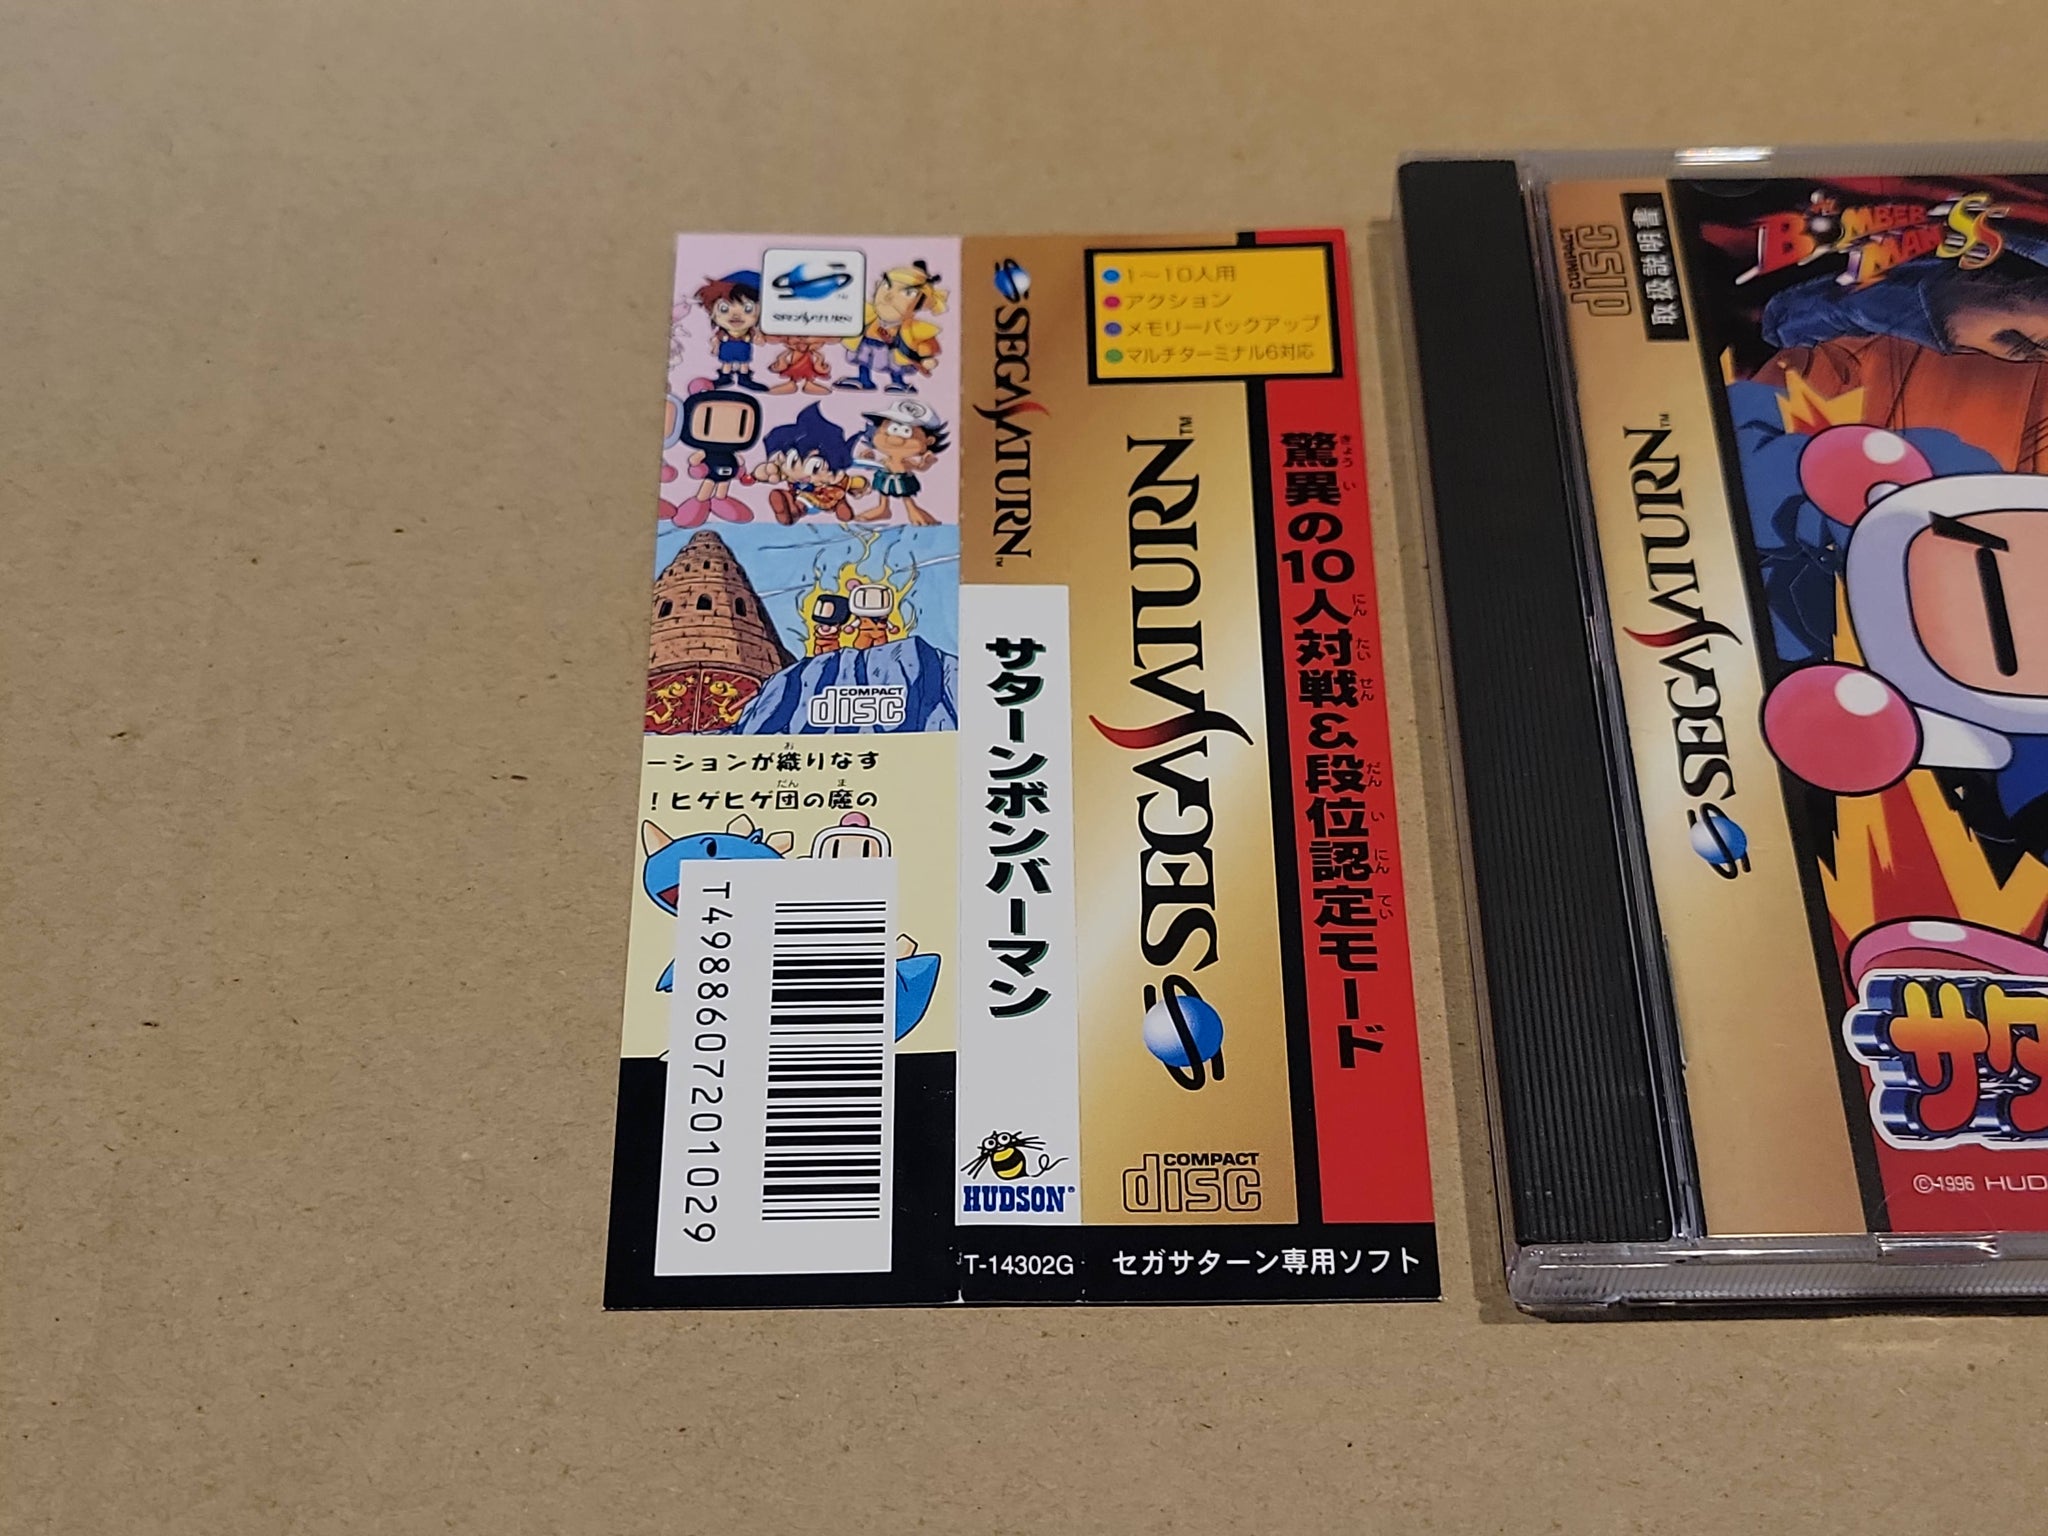 SEGA SATURN
COMPACT
disc
ーションが織りなす
！ヒゲヒゲ団の魔の
T4988607201029
SEGA SATURN™
サターンボンバーマン
HUDSON®
T-14302G
1〜10人用
アクション
メモリーバックアップ
マルチターミナル6対応
SEGA SATURN™
COMPACT
disc
驚異の10人対戦&段位認定モード
セガサターン専用ソフト
COMPACT
disc
取扱説明書
SEGA SATURN™
BOMBER
MAN SS
サタ
©1996 HUD